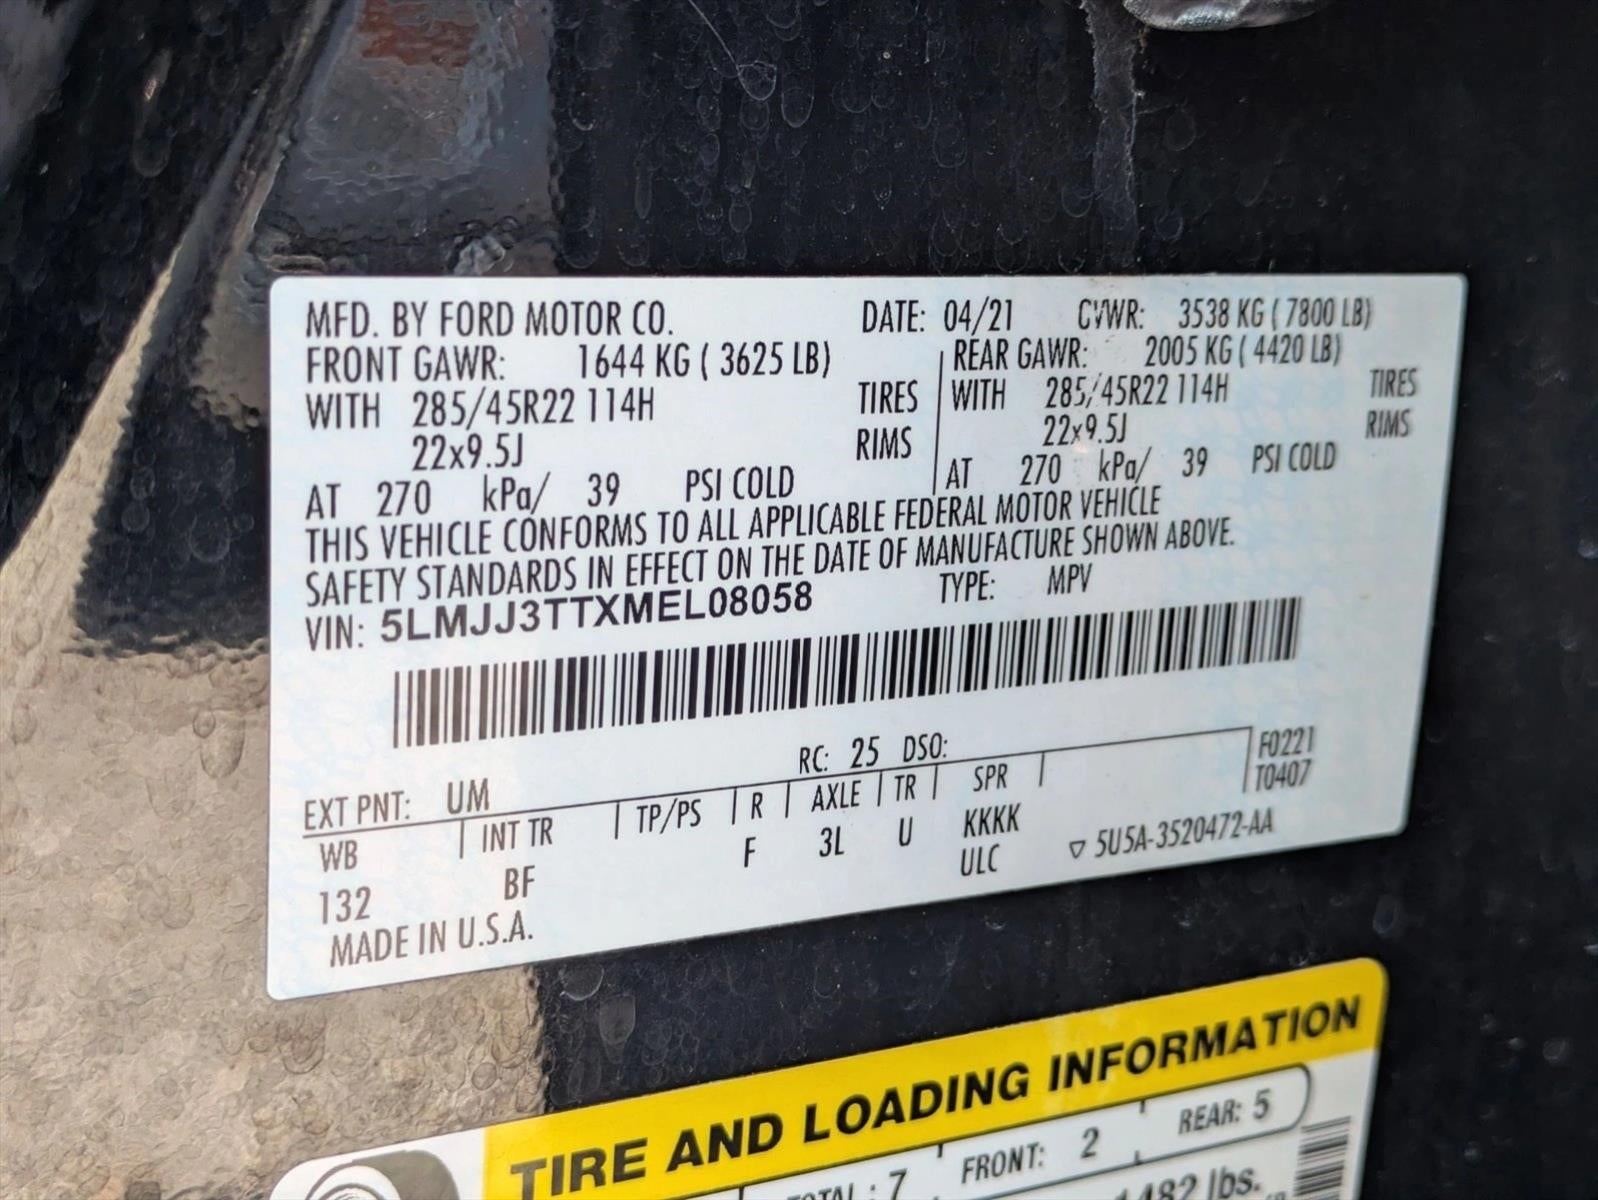 MFD. BY FORD MOTOR CO. DATE: 04/21 GVWR: 3538 KG ( 7800 LB)
FRONT GAWR: 1644 KG ( 3625 LB) REAR GAWR: 2005 KG ( 4420 LB)
WITH 285/45R22 114H TIRES WITH 285/45R22 114H TIRES
22x9.5J RIMS 22x9.5J RIMS
AT 270 kPa/ 39 PSI COLD AT 270 kPa/ 39 PSI COLD
THIS VEHICLE CONFORMS TO ALL APPLICABLE FEDERAL MOTOR VEHICLE
SAFETY STANDARDS IN EFFECT ON THE DATE OF MANUFACTURE SHOWN ABOVE.
VIN: 5LMJJ3TTXMEL08058 TYPE: MPV
EXT PNT: UM RC: 25 DSO: F0221
WB INT TR TP/PS R AXLE TR SPR T0407
132 BF F 3L U KKKK
ULC ▽ 5U5A-3520472-AA
MADE IN U.S.A.
TIRE AND LOADING INFORMATION
TOTAL : 7 FRONT: 2 REAR: 5
1482 lbs.